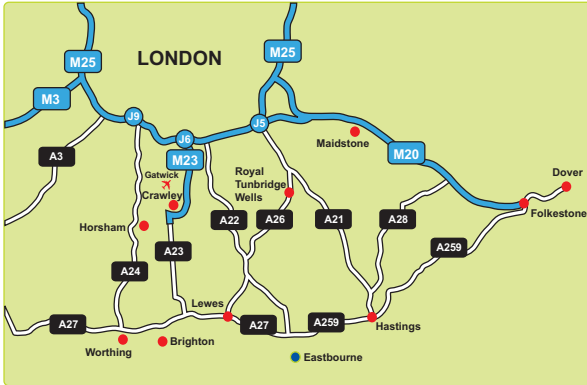 M25
LONDON
M25
M3
J9
J6
J5
Maidstone
A3
Gatwick
M23
Crawley
Royal
Tunbridge
Wells
M20
Dover
Folkestone
Horsham
A22
A26
A21
A28
A23
A259
A24
Lewes
A27
A27
A259
Hastings
Worthing
Brighton
Eastbourne